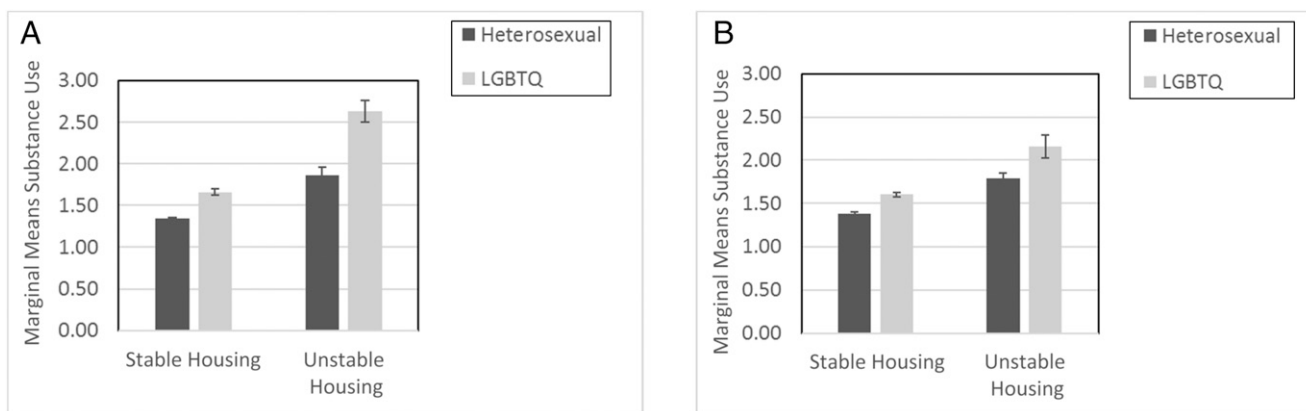 A
Heterosexual
LGBTQ
Marginal Means Substance Use
3.00
2.50
2.00
1.50
1.00
0.50
0.00
Stable Housing
Unstable
Housing
B
Heterosexual
LGBTQ
Marginal Means Substance Use
3.00
2.50
2.00
1.50
1.00
0.50
0.00
Stable Housing
Unstable
Housing